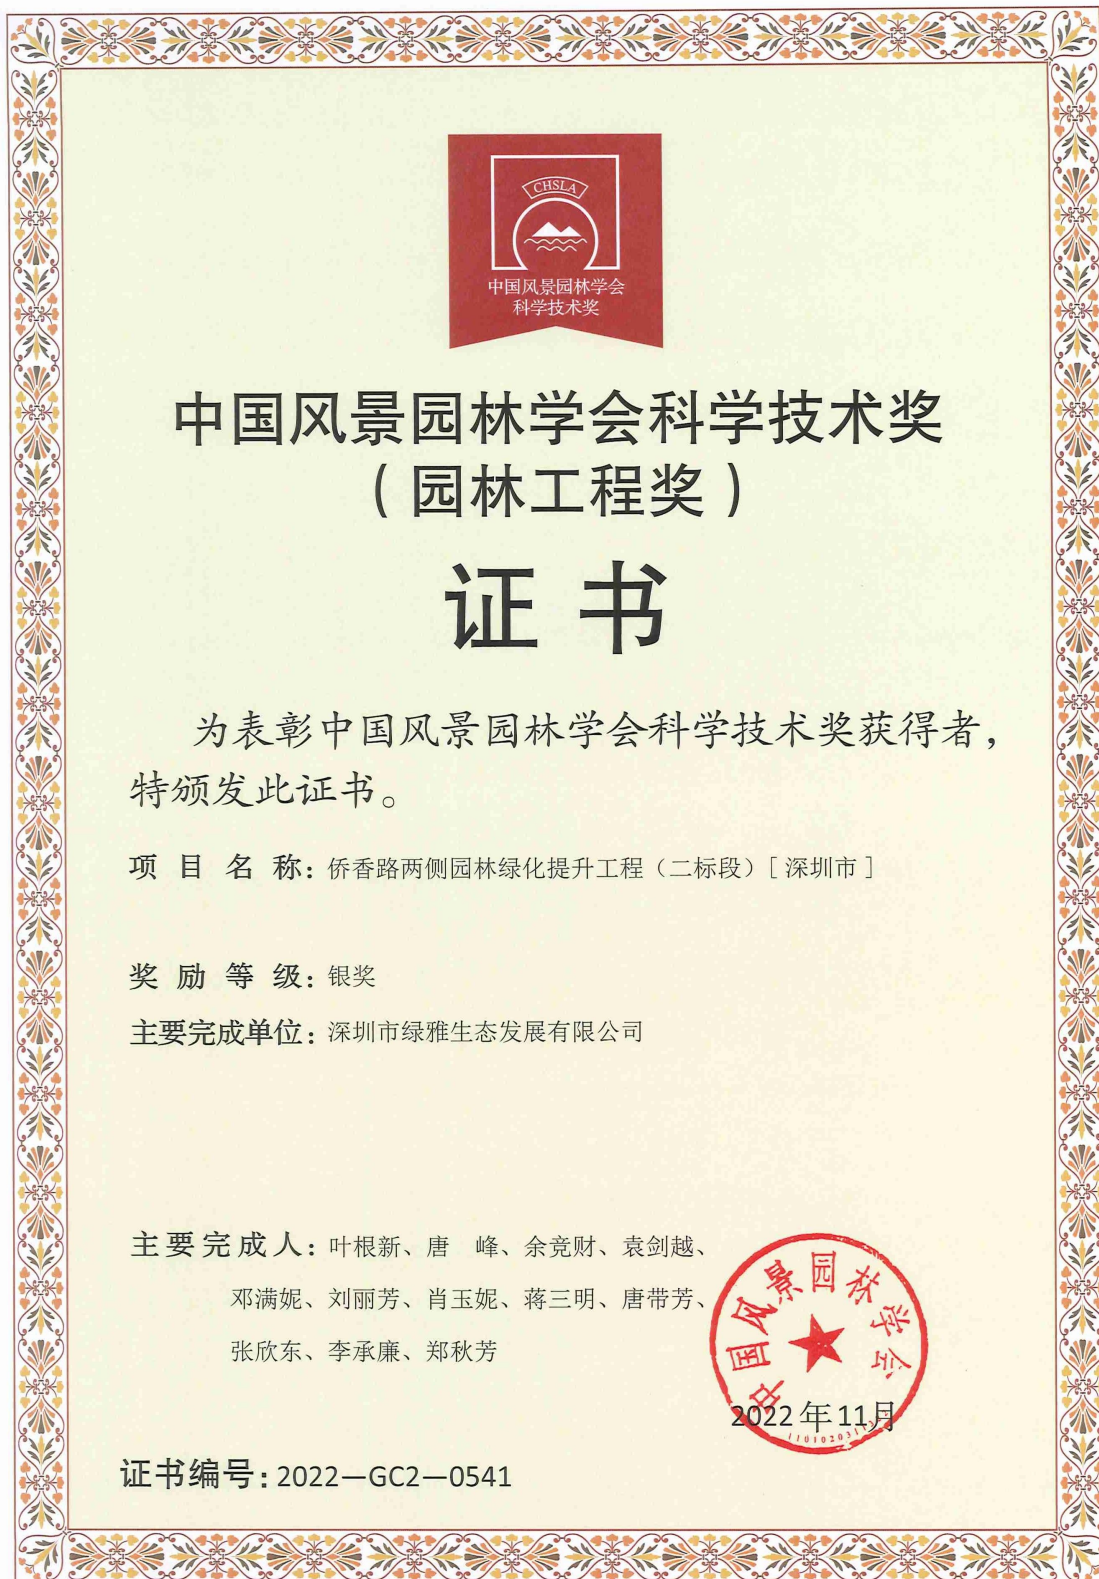 CHSLA
中国风景园林学会
科学技术奖
中国风景园林学会科学技术奖
（园林工程奖）
证书
为表彰中国风景园林学会科学技术奖获得者，
特颁发此证书。
项目名称：侨香路两侧园林绿化提升工程（二标段）[深圳市]
奖励等级：银奖
主要完成单位：深圳市绿雅生态发展有限公司
主要完成人：叶根新、唐　峰、余竞财、袁剑越、
邓满妮、刘丽芳、肖玉妮、蒋三明、唐带芳、
张欣东、李承廉、郑秋芳
中国风景园林学会
2022年11月
证书编号：2022—GC2—0541